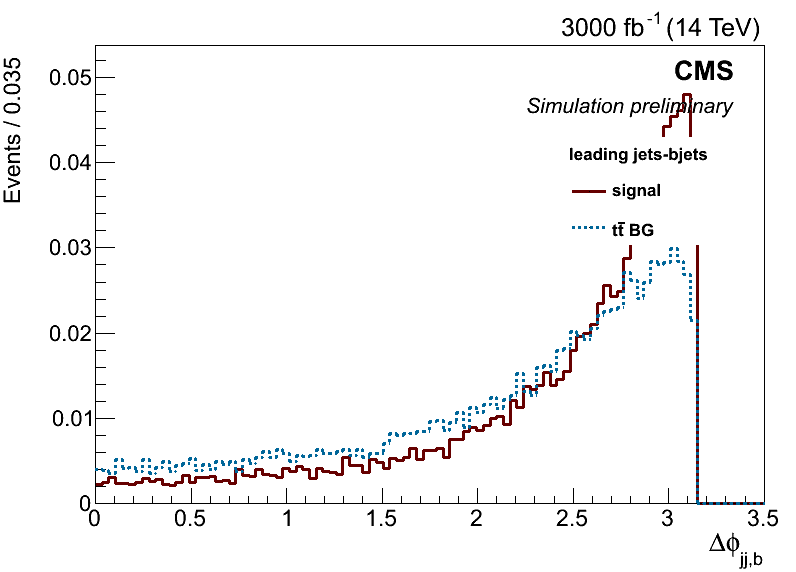 3000 fb⁻¹ (14 TeV)
CMS
Simulation preliminary
leading jets-bjets
signal
tt̄ BG
Events / 0.035
0.05
0.04
0.03
0.02
0.01
0
0 0.5 1 1.5 2 2.5 3 3.5
Δϕjj,b